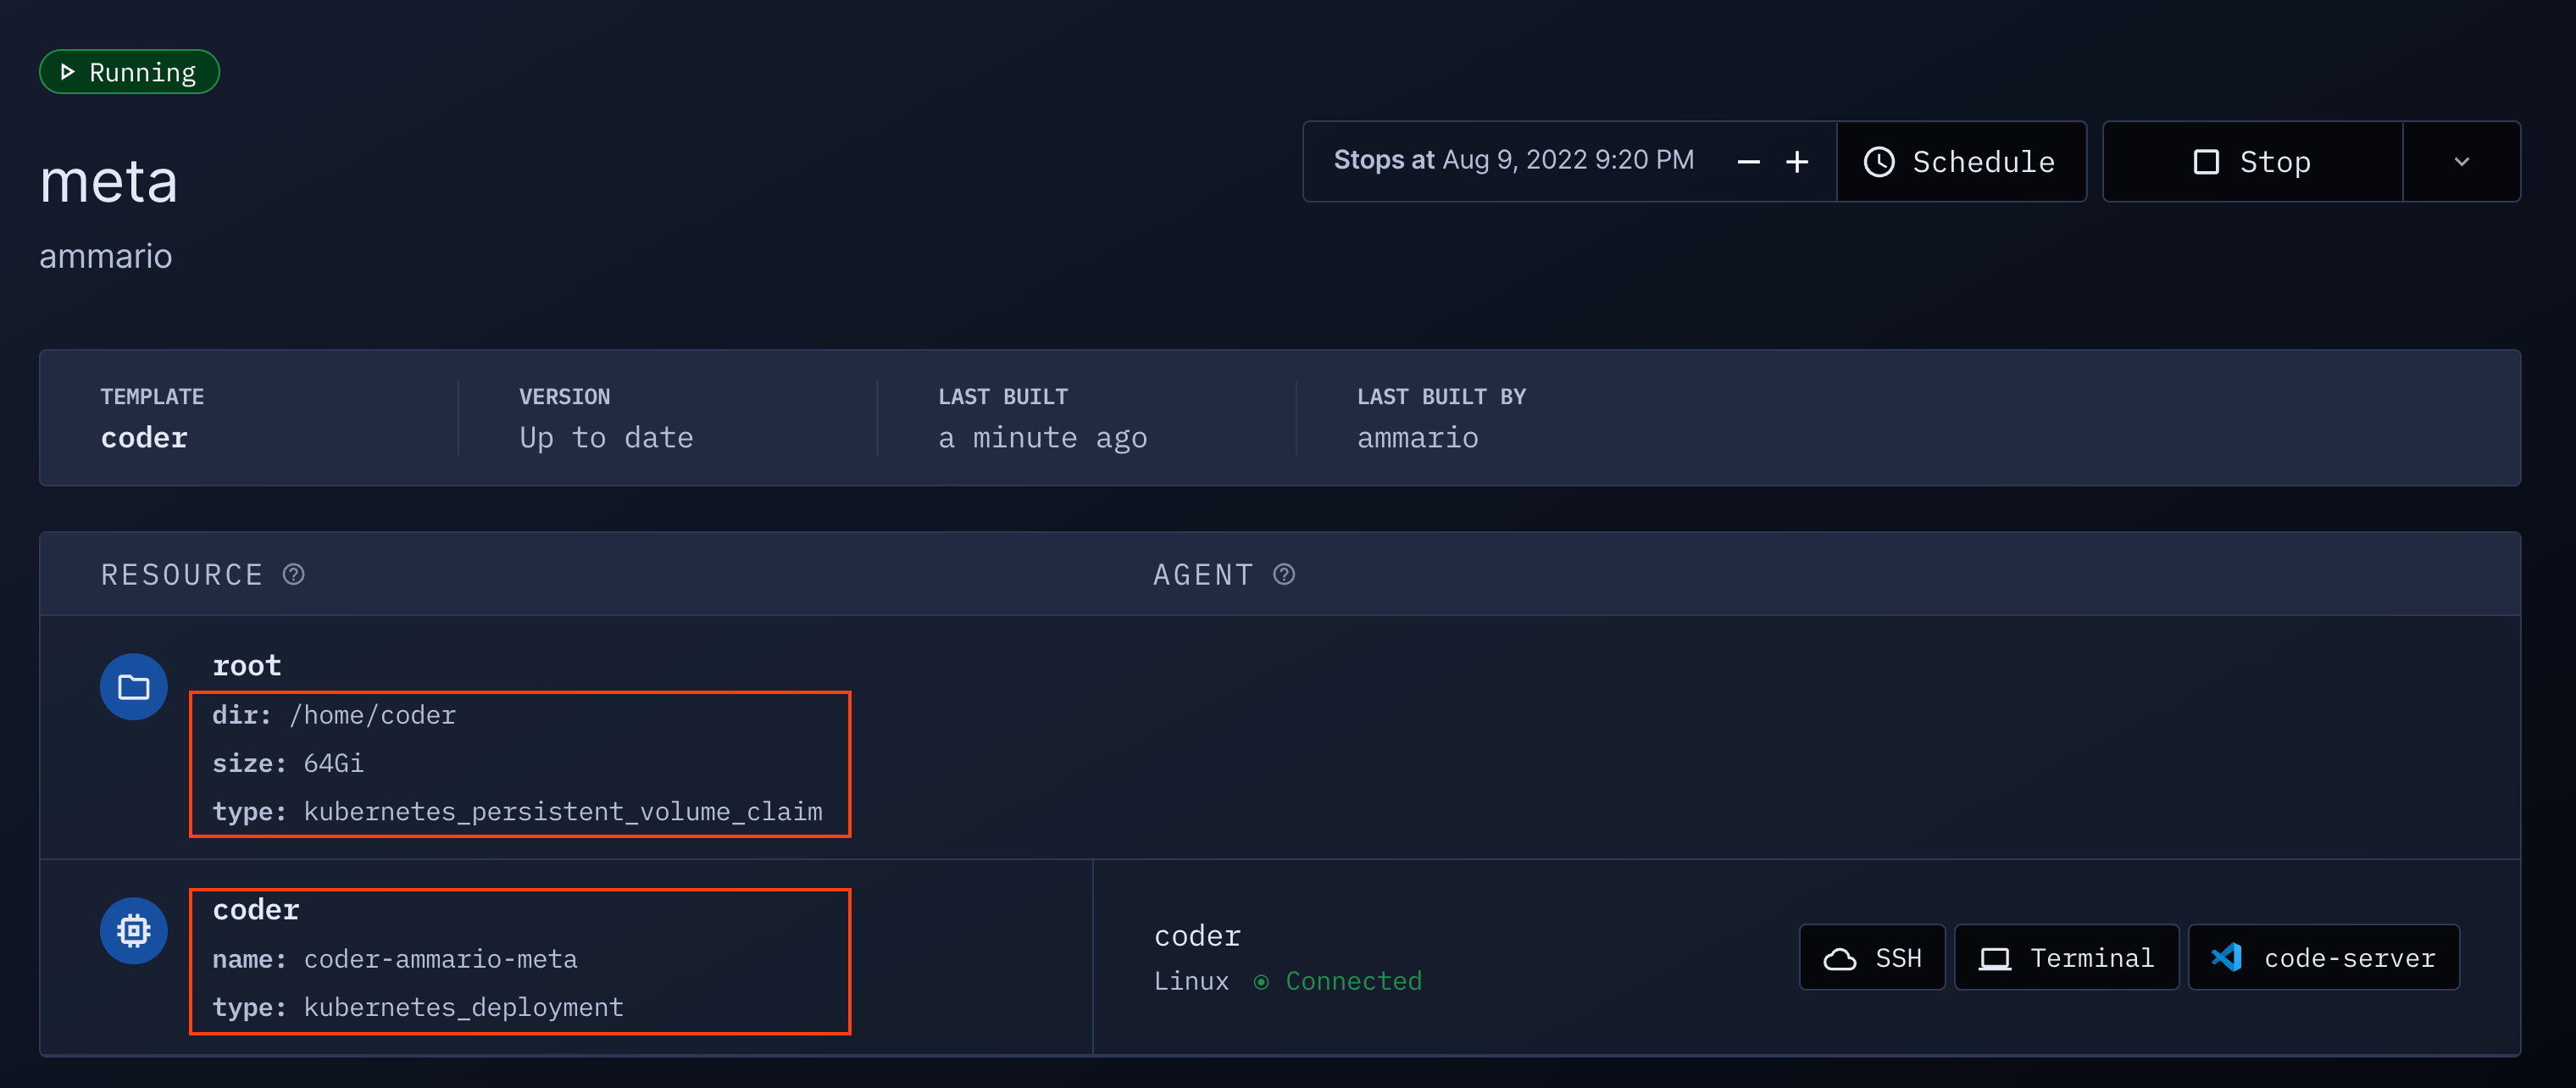 Running
meta
ammario
Stops at Aug 9, 2022 9:20 PM
Schedule
Stop
TEMPLATE
coder
VERSION
Up to date
LAST BUILT
a minute ago
LAST BUILT BY
ammario
RESOURCE
AGENT
root
dir: /home/coder
size: 64Gi
type: kubernetes_persistent_volume_claim
coder
name: coder-ammario-meta
type: kubernetes_deployment
coder
Linux Connected
SSH
Terminal
code-server